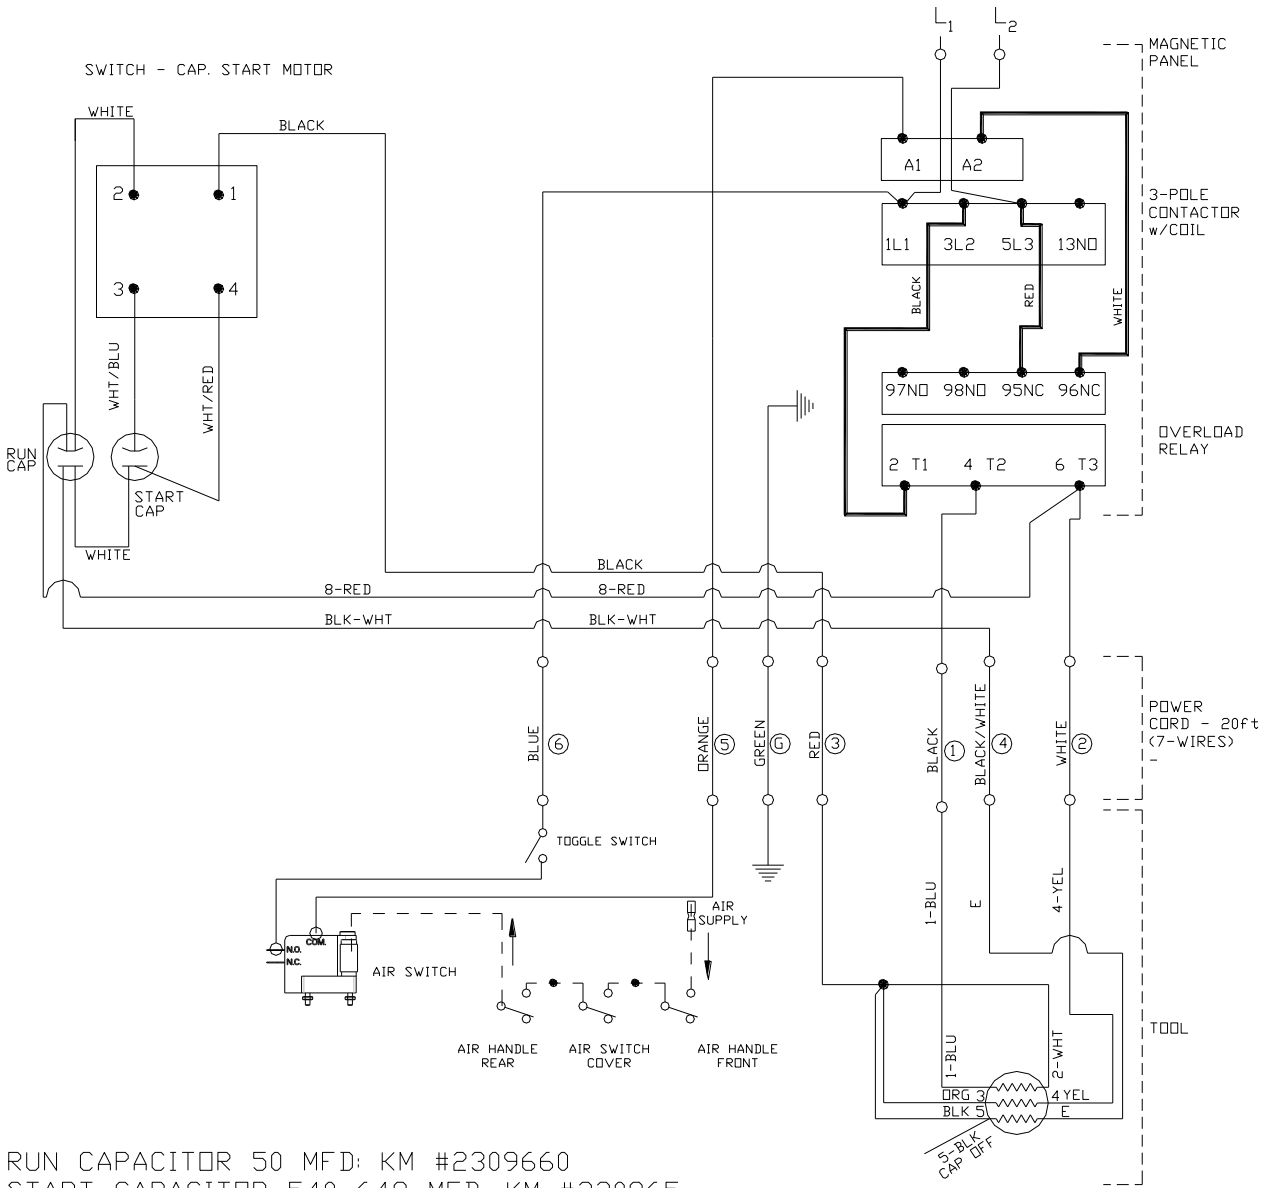 L1 L2
MAGNETIC
PANEL
SWITCH - CAP. START MOTOR
WHITE
BLACK
A1 A2
2 1
3 4
3-POLE
CONTACTOR
w/COIL
1L1 3L2 5L3 13NO
BLACK
RED
WHITE
WHT/BLU
WHT/RED
97NO 98NO 95NC 96NC
OVERLOAD
RELAY
2 T1 4 T2 6 T3
RUN
CAP
START
CAP
WHITE
BLACK
8-RED 8-RED
BLK-WHT BLK-WHT
BLUE 6
ORANGE 5
GREEN G
RED 3
BLACK 1
BLACK/WHITE 4
WHITE 2
POWER
CORD - 20ft
(7-WIRES)
-
TOGGLE SWITCH
1-BLU
E
4-YEL
AIR
SUPPLY
COM.
N.O.
N.C.
AIR SWITCH
AIR HANDLE
REAR
AIR SWITCH
COVER
AIR HANDLE
FRONT
TOOL
1-BLU
2-WHT
ORG 3 4 YEL
BLK 5 E
5-BLK
CAP OFF
RUN CAPACITOR 50 MFD: KM #2309660